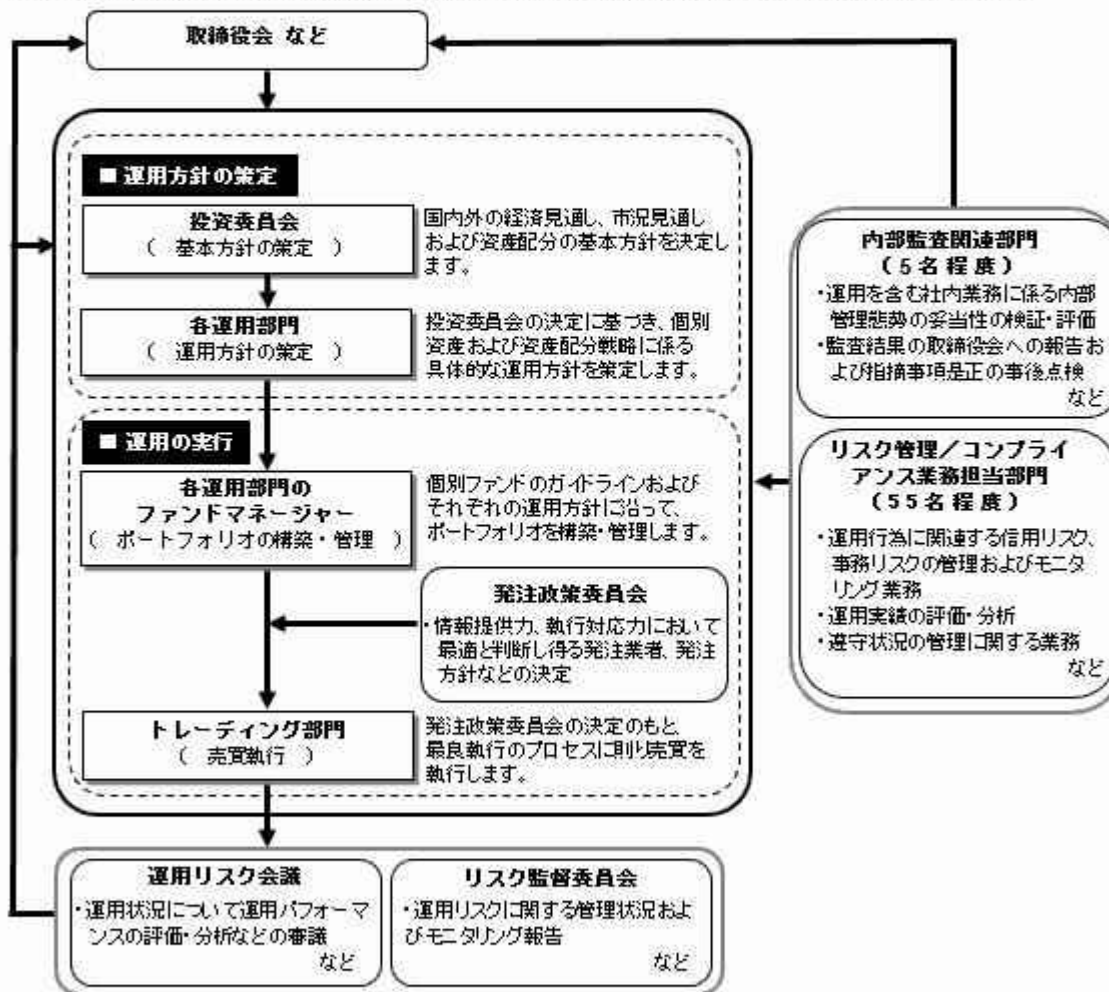 取締役会 など
■ 運用方針の策定
投資委員会
( 基本方針の策定 )
国内外の経済見通し、市況見通し
および資産配分の基本方針を決定し
ます。
各運用部門
( 運用方針の策定 )
投資委員会の決定に基づき、個別
資産および資産配分戦略に係る
具体的な運用方針を策定します。
■ 運用の実行
各運用部門の
ファンドマネージャー
( ポートフォリオの構築・管理 )
個別ファンドのガイドラインおよび
それぞれの運用方針に沿って、
ポートフォリオを構築・管理します。
発注政策委員会
・情報提供力、執行対応力において
最適と判断し得る発注業者、発注
方針などの決定
トレーディング部門
( 売買執行 )
発注政策委員会の決定のもと、
最良執行のプロセスに則り売買を
執行します。
内部監査関連部門
(5名程度)
・運用を含む社内業務に係る内部
管理態勢の妥当性の検証・評価
・監査結果の取締役会への報告お
よび指摘事項是正の事後点検
など
リスク管理/コンプライ
アンス業務担当部門
(55名程度)
・運用行為に関連する信用リスク、
事務リスクの管理およびモニタ
リング業務
・運用実績の評価・分析
・遵守状況の管理に関する業務
など
運用リスク会議
・運用状況について運用パフォーマ
ンスの評価・分析などの審議
など
リスク監督委員会
・運用リスクに関する管理状況およ
びモニタリング報告
など